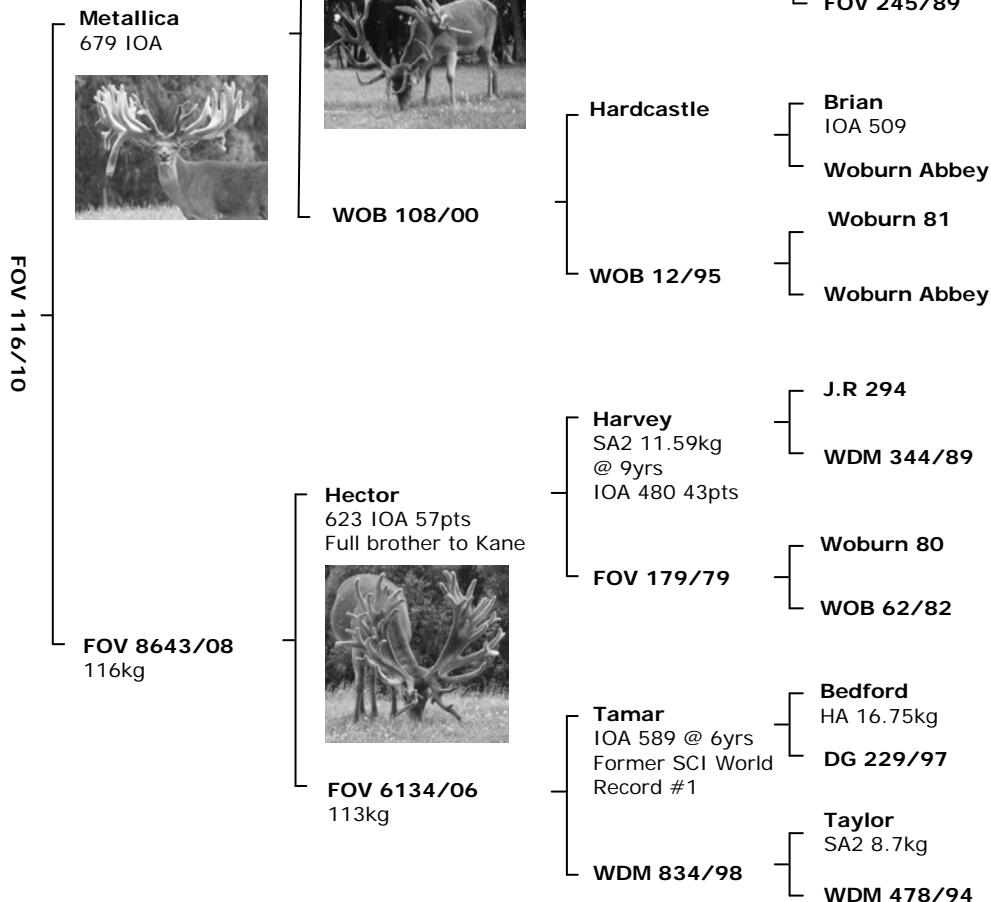 FOV 116/10
Metallica
679 IOA
WOB 108/00
FOV 245/89
Hardcastle
Brian
IOA 509
Woburn Abbey
WOB 12/95
Woburn 81
Woburn Abbey
FOV 8643/08
116kg
Hector
623 IOA 57pts
Full brother to Kane
Harvey
SA2 11.59kg
@ 9yrs
IOA 480 43pts
J.R 294
WDM 344/89
FOV 179/79
Woburn 80
WOB 62/82
FOV 6134/06
113kg
Tamar
IOA 589 @ 6yrs
Former SCI World
Record #1
Bedford
HA 16.75kg
DG 229/97
WDM 834/98
Taylor
SA2 8.7kg
WDM 478/94